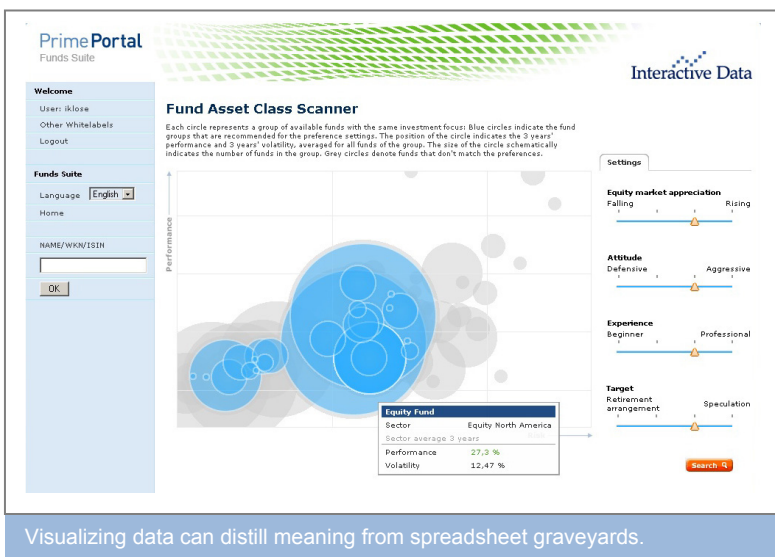 PrimePortal
Funds Suite
Interactive Data
Welcome
User: iklose
Other Whitelabels
Logout
Funds Suite
Language English
Home
NAME/WKN/ISIN
OK
Fund Asset Class Scanner
Each circle represents a group of available funds with the same investment focus: Blue circles indicate the fund
groups that are recommended for the preference settings. The position of the circle indicates the 3 years'
performance and 3 years' volatility, averaged for all funds of the group. The size of the circle schematically
indicates the number of funds in the group. Grey circles denote funds that don't match the preferences.
Performance
Equity Fund
Sector Equity North America
Sector average 3 years
Performance 27,3 %
Volatility 12,47 %
Settings
Equity market appreciation
Falling Rising
Attitude
Defensive Aggressive
Experience
Beginner Professional
Target
Retirement
arrangement Speculation
Search
Visualizing data can distill meaning from spreadsheet graveyards.